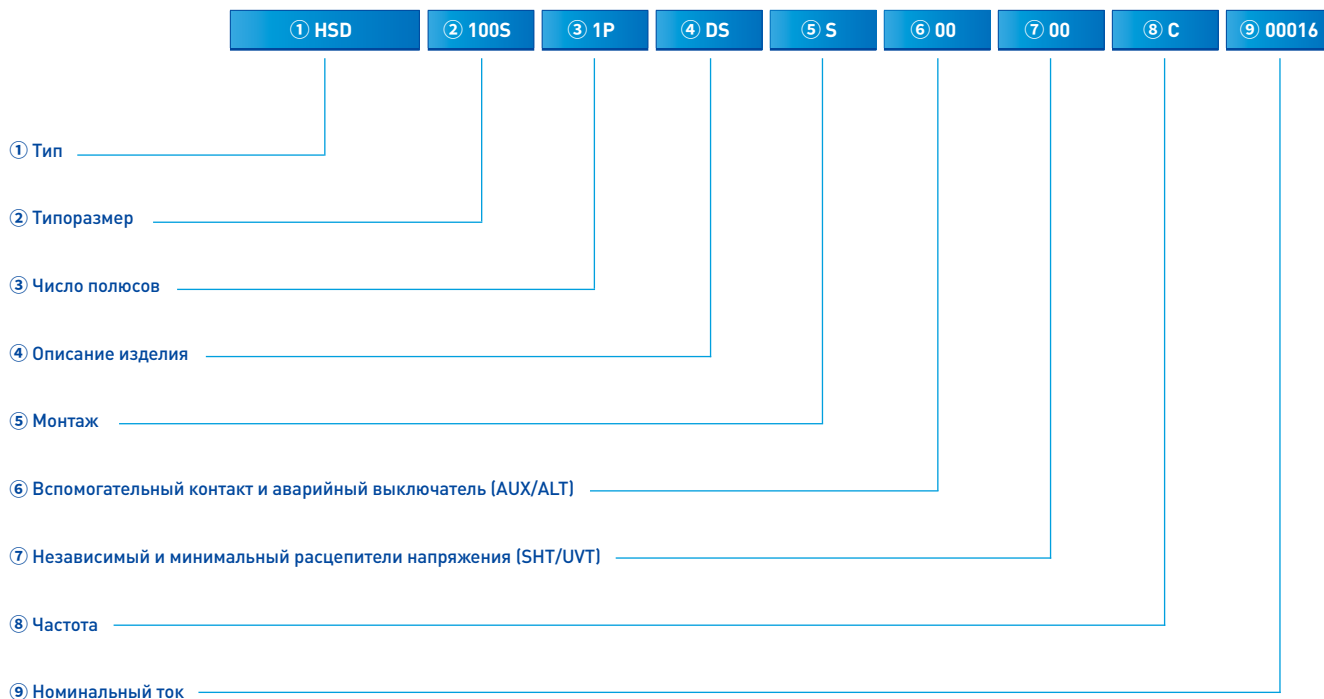 ① HSD ② 100S ③ 1P ④ DS ⑤ S ⑥ 00 ⑦ 00 ⑧ C ⑨ 00016
① Тип
② Типоразмер
③ Число полюсов
④ Описание изделия
⑤ Монтаж
⑥ Вспомогательный контакт и аварийный выключатель (AUX/ALT)
⑦ Независимый и минимальный расцепители напряжения (SHT/UVT)
⑧ Частота
⑨ Номинальный ток